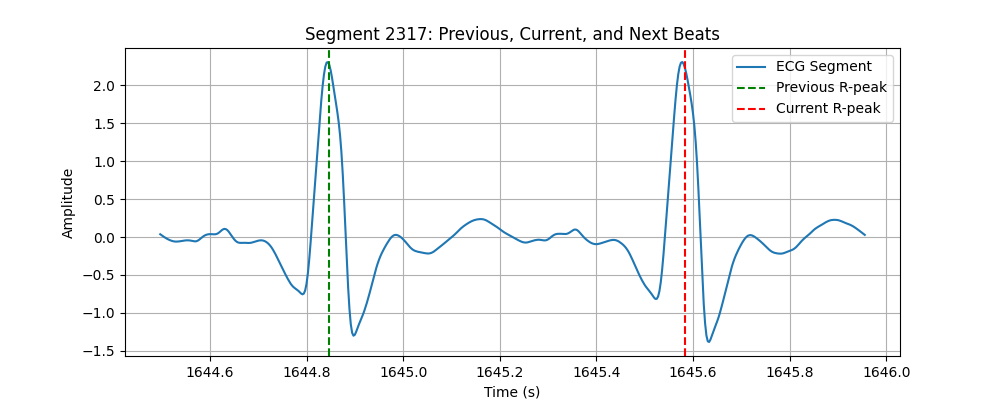 Segment 2317: Previous, Current, and Next Beats
ECG Segment
Previous R-peak
Current R-peak
Amplitude
2.0
1.5
1.0
0.5
0.0
−0.5
−1.0
−1.5
1644.6 1644.8 1645.0 1645.2 1645.4 1645.6 1645.8 1646.0
Time (s)